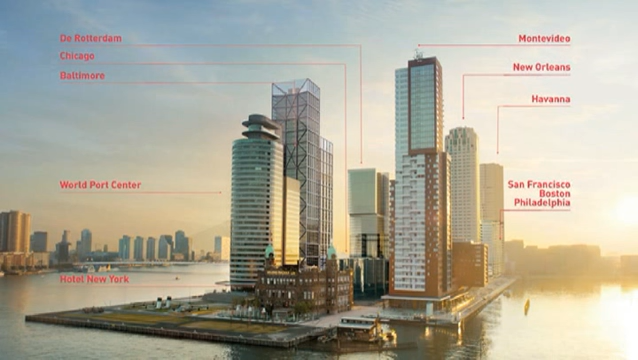 De Rotterdam
Chicago
Baltimore
World Port Center
Hotel New York
Montevideo
New Orleans
Havanna
San Francisco
Boston
Philadelphia